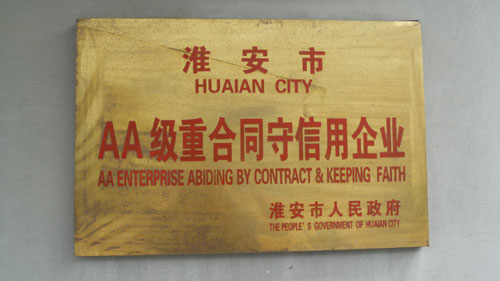 淮安市
HUAIAN CITY
AA级重合同守信用企业
AA ENTERPRISE ABIDING BY CONTRACT & KEEPING FAITH
淮安市人民政府
THE PEOPLE' S GOVERNMENT OF HUAIAN CITY